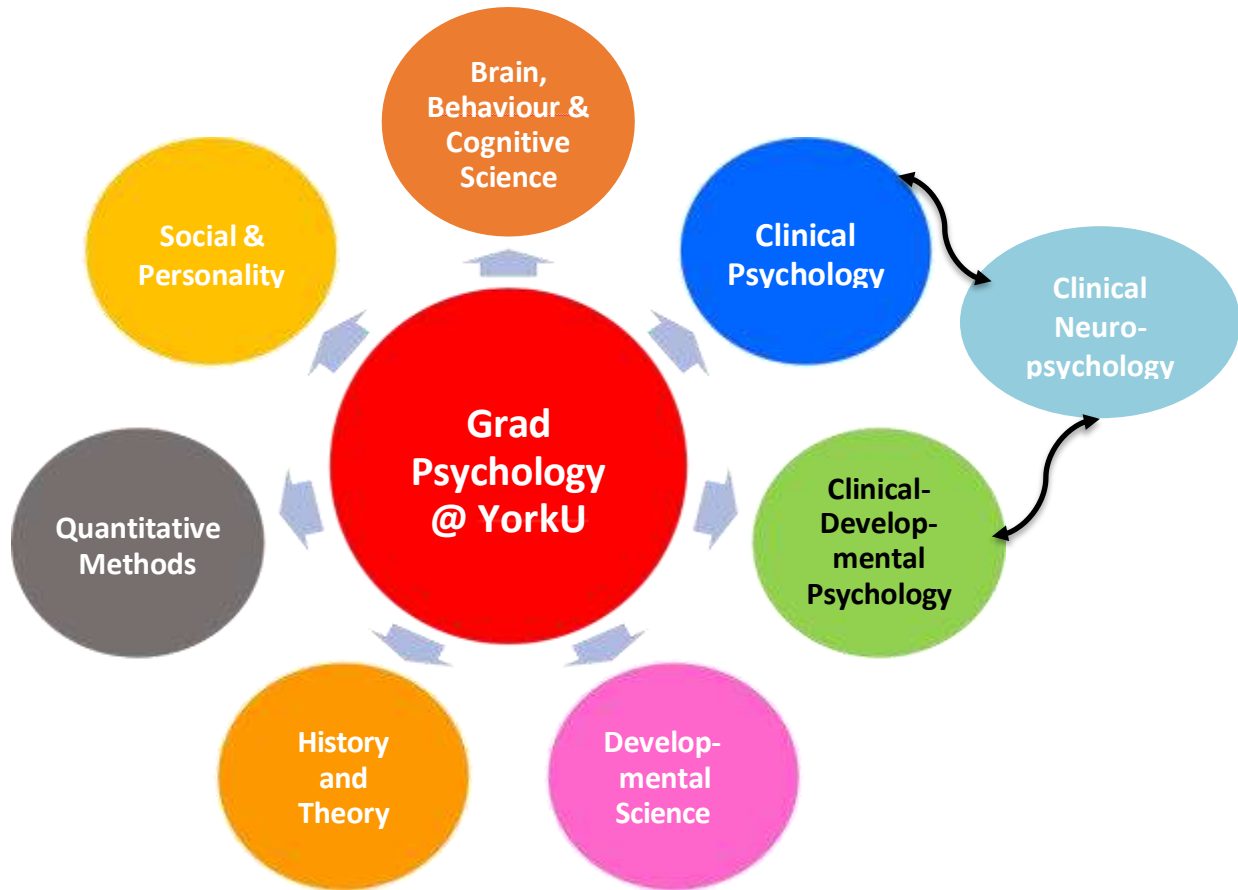 Brain,
Behaviour &
Cognitive
Science
Social &
Personality
Clinical
Psychology
Clinical
Neuro-
psychology
Grad
Psychology
@ YorkU
Quantitative
Methods
Clinical-
Develop-
mental
Psychology
History
and
Theory
Develop-
mental
Science